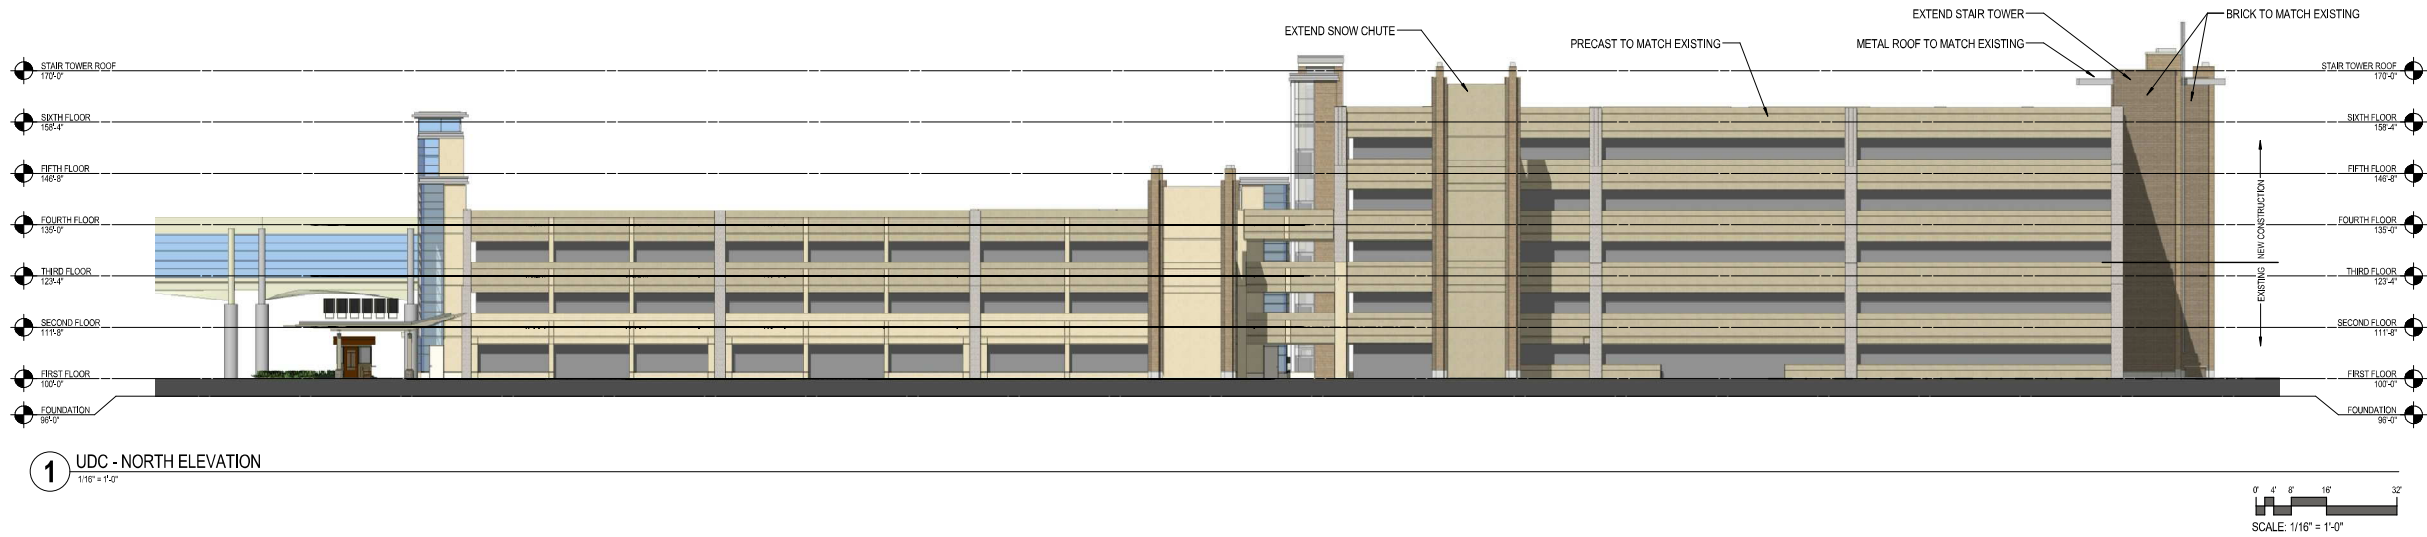 EXTEND STAIR TOWER
BRICK TO MATCH EXISTING
EXTEND SNOW CHUTE
PRECAST TO MATCH EXISTING
METAL ROOF TO MATCH EXISTING
STAIR TOWER ROOF
170'-0"
SIXTH FLOOR
158'-4"
FIFTH FLOOR
146'-8"
FOURTH FLOOR
135'-0"
THIRD FLOOR
123'-4"
SECOND FLOOR
111'-8"
FIRST FLOOR
100'-0"
FOUNDATION
96'-0"
STAIR TOWER ROOF
170'-0"
SIXTH FLOOR
158'-4"
FIFTH FLOOR
146'-8"
FOURTH FLOOR
135'-0"
THIRD FLOOR
123'-4"
SECOND FLOOR
111'-8"
FIRST FLOOR
100'-0"
FOUNDATION
96'-0"
NEW CONSTRUCTION
EXISTING
1
UDC - NORTH ELEVATION
1/16" = 1'-0"
0' 4' 8' 16' 32'
SCALE: 1/16" = 1'-0"